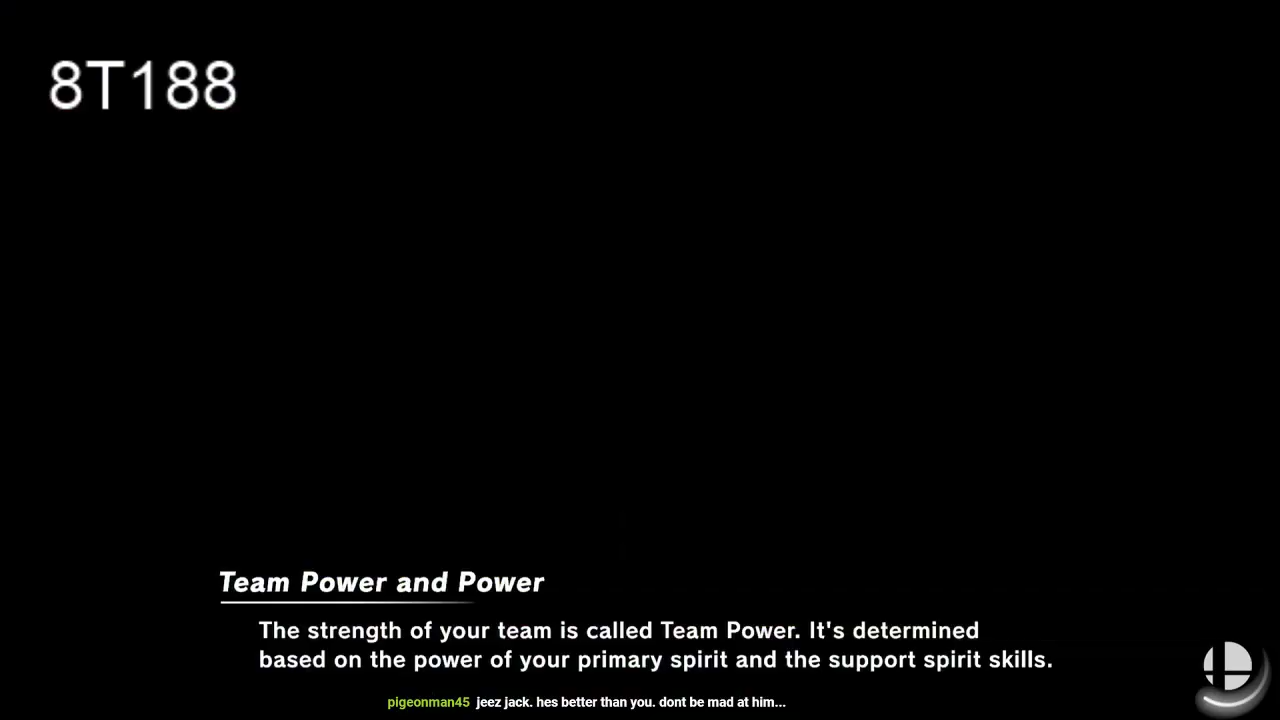 8T188
Team Power and Power
The strength of your team is called Team Power. It's determined
based on the power of your primary spirit and the support spirit skills.
pigeonman45 jeez jack. hes better than you. dont be mad at him...